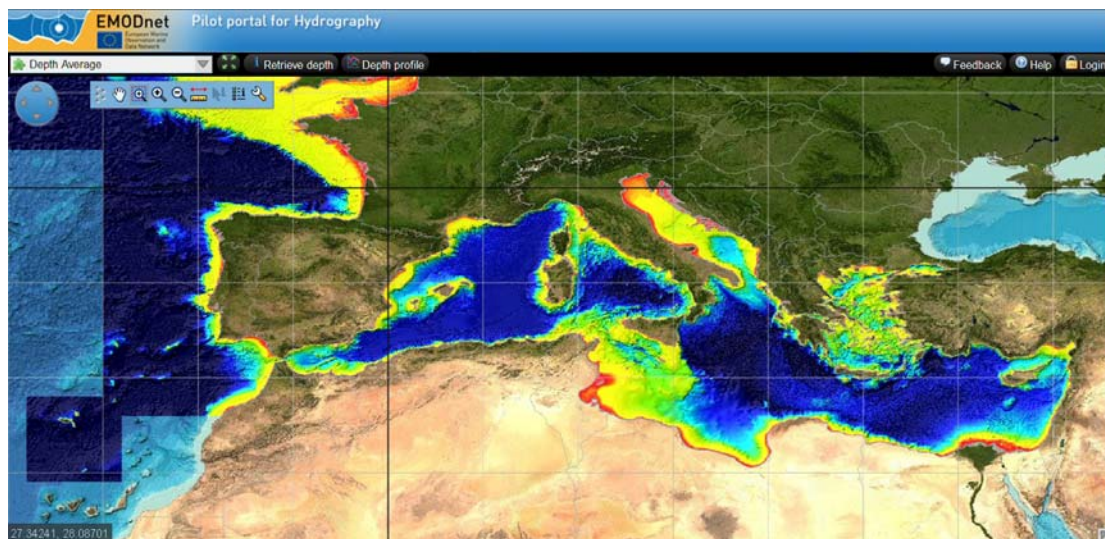 EMODnet
European Marine
Observation and
Data Network
Pilot portal for Hydrography
Depth Average
Retrieve depth
Depth profile
Feedback
Help
Login
27.34241, 28.08701